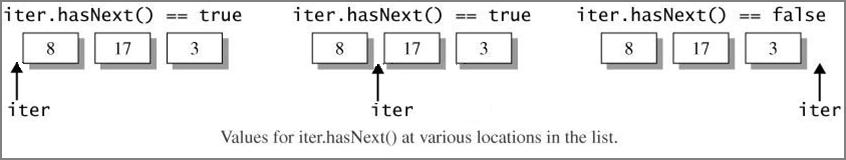 iter.hasNext() == true
iter.hasNext() == true
iter.hasNext() == false
8 17 3
8 17 3
8 17 3
iter
iter
iter
Values for iter.hasNext() at various locations in the list.